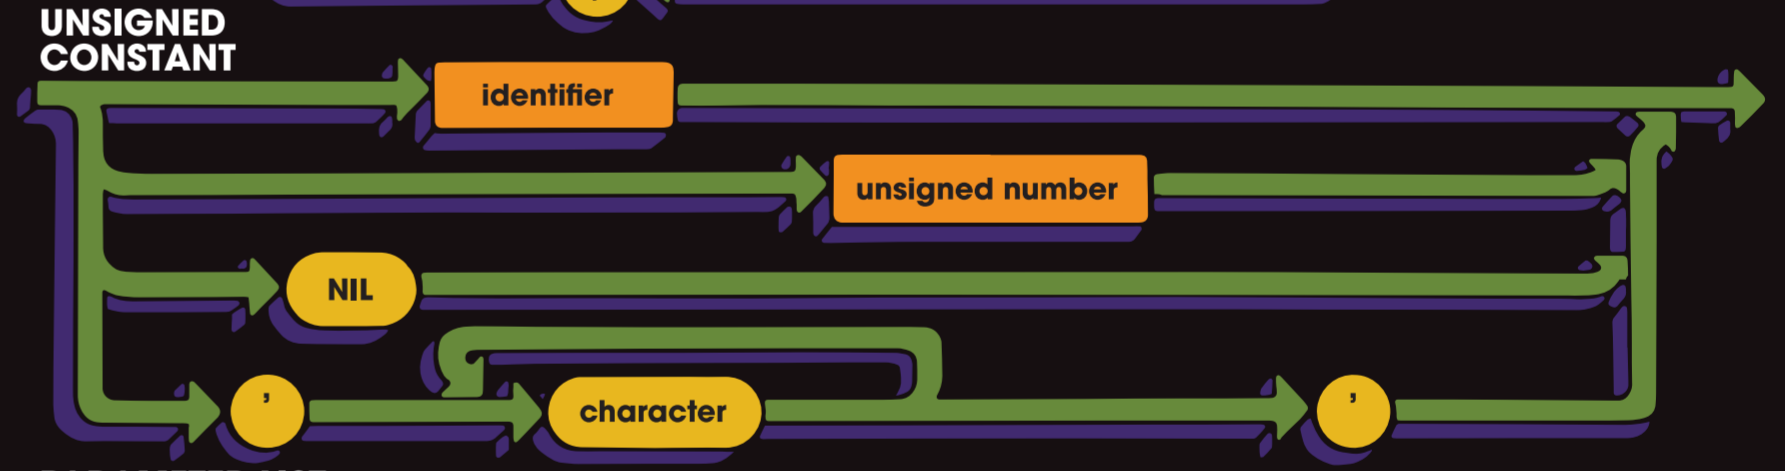 UNSIGNED
CONSTANT
identifier
unsigned number
NIL
' character '